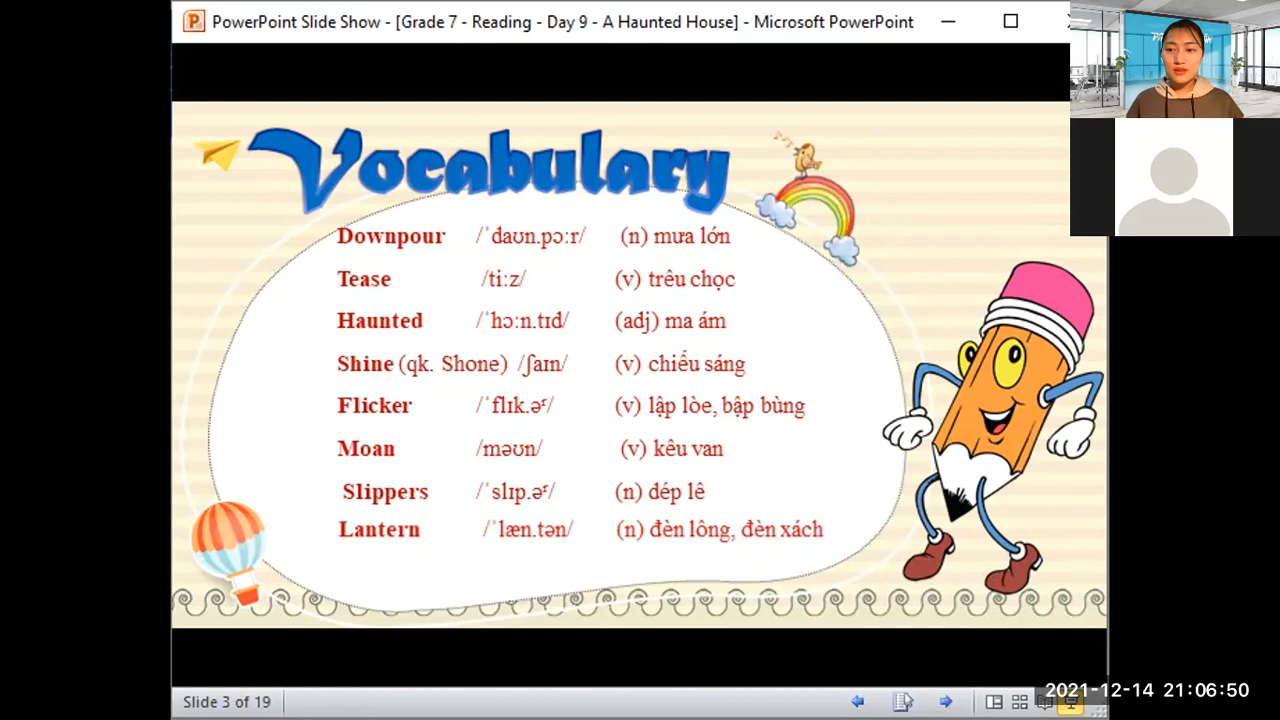 PowerPoint Slide Show - [Grade 7 - Reading - Day 9 - A Haunted House] - Microsoft PowerPoint
Vocabulary
Downpour /ˈdaʊn.pɔːr/ (n) mưa lớn
Tease /tiːz/ (v) trêu chọc
Haunted /ˈhɔːn.tɪd/ (adj) ma ám
Shine (qk. Shone) /ʃaɪn/ (v) chiếu sáng
Flicker /ˈflɪk.əʳ/ (v) lập lòe, bập bùng
Moan /məʊn/ (v) kêu van
Slippers /ˈslɪp.əʳ/ (n) dép lê
Lantern /ˈlæn.tən/ (n) đèn lông, đèn xách
Slide 3 of 19
2021-12-14 21:06:50